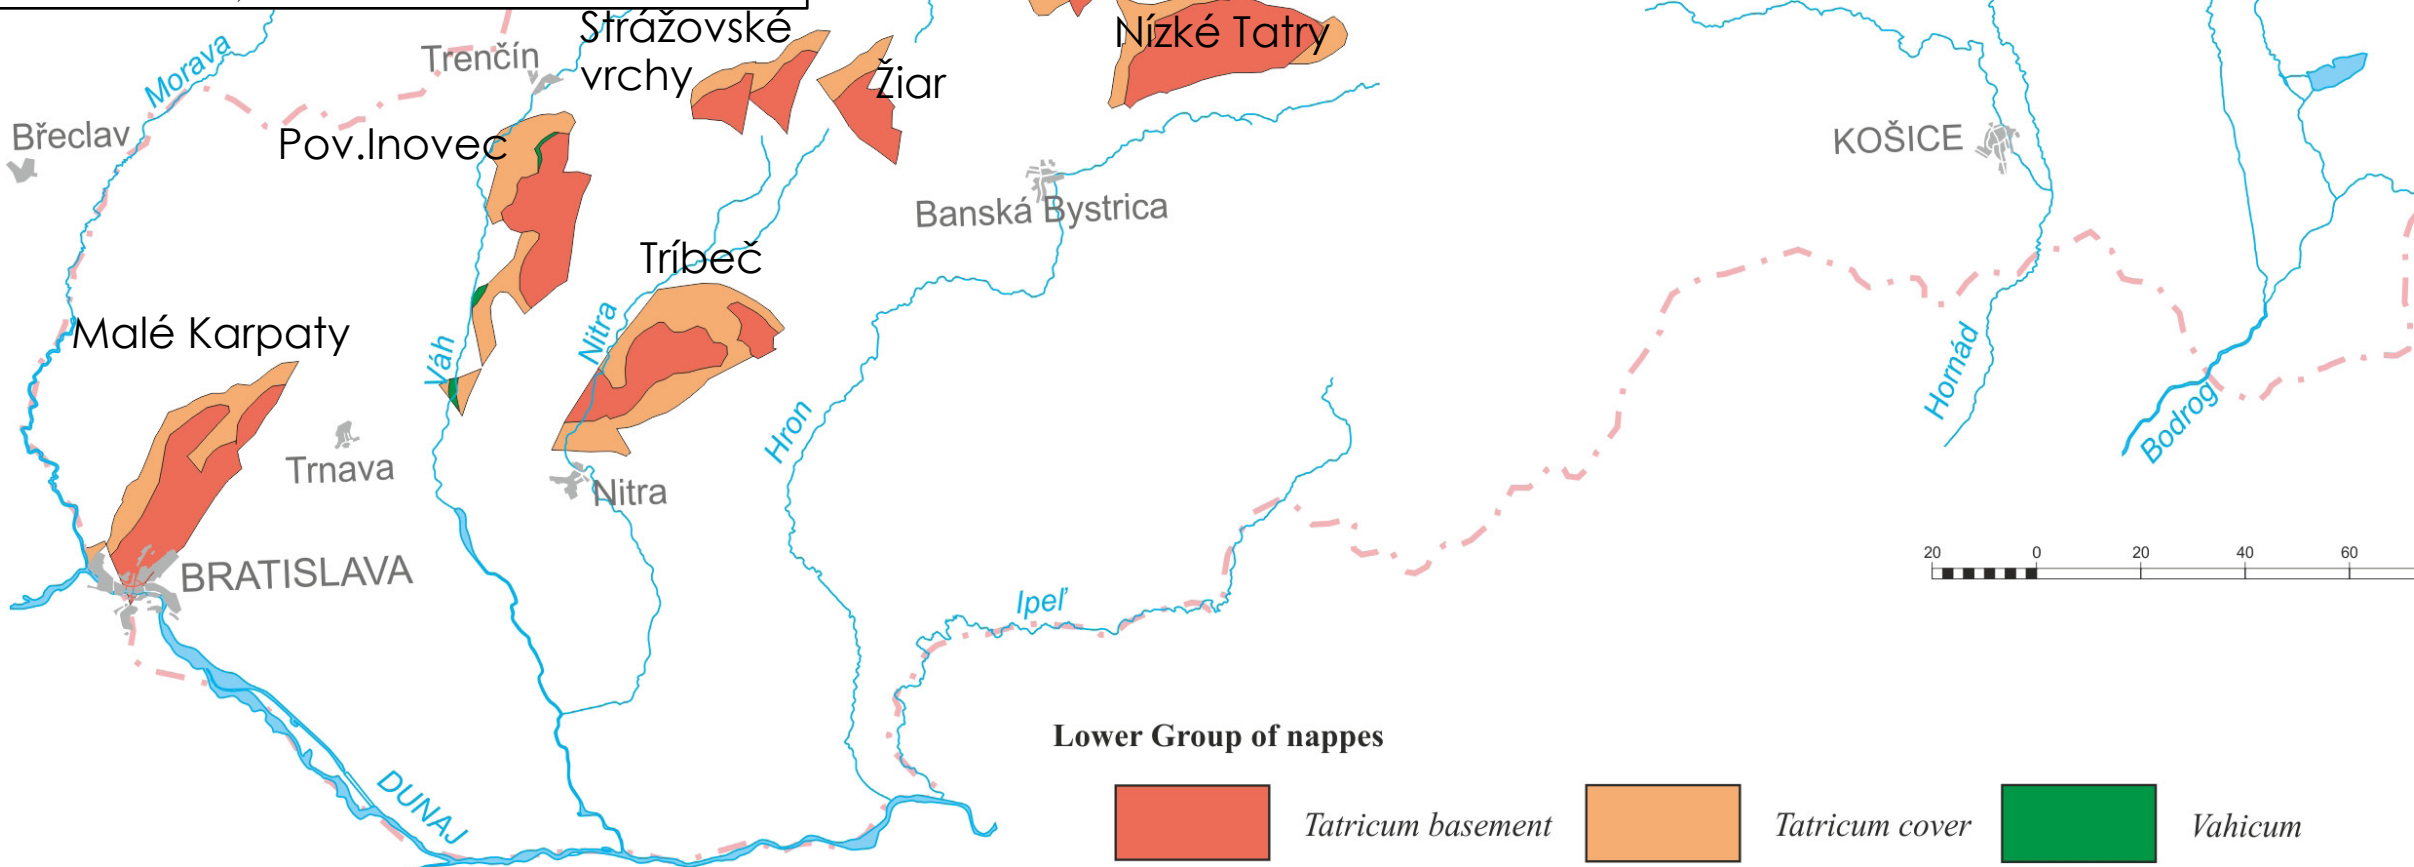 Strážovské
vrchy
Nízké Tatry
Trenčín
Morava
Žiar
Břeclav
Pov.Inovec
KOŠICE
Banská Bystrica
Tríbeč
Malé Karpaty
Váh
Nitra
Hornád
Bodrog
Hron
Trnava
Nitra
BRATISLAVA
20 0 20 40 60
Ipeľ
DUNAJ
Lower Group of nappes
Tatricum basement
Tatricum cover
Vahicum